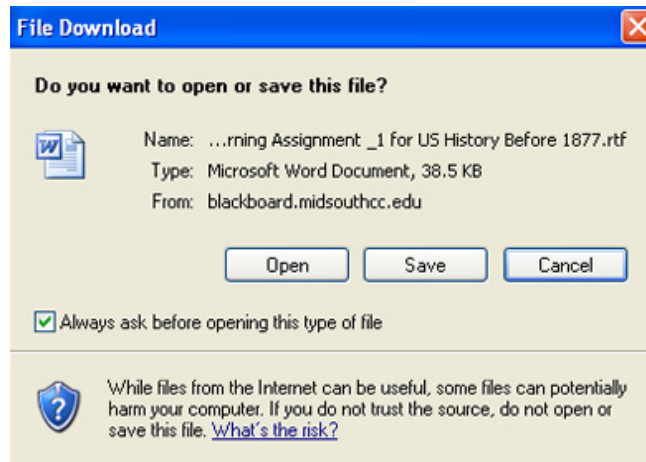 File Download
Do you want to open or save this file?
Name: ...rning Assignment _1 for US History Before 1877.rtf
Type: Microsoft Word Document, 38.5 KB
From: blackboard.midsouthcc.edu
Open Save Cancel
Always ask before opening this type of file
While files from the Internet can be useful, some files can potentially
harm your computer. If you do not trust the source, do not open or
save this file. What's the risk?